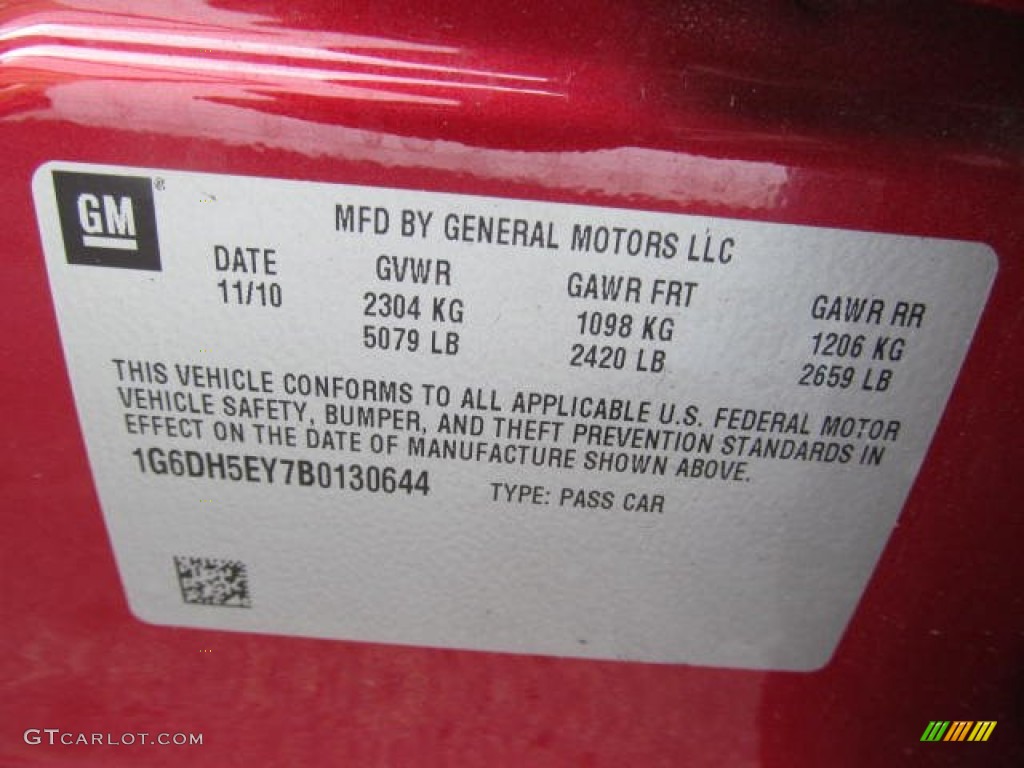 GM®
MFD BY GENERAL MOTORS LLC
DATE GVWR GAWR FRT GAWR RR
11/10 2304 KG 1098 KG 1206 KG
5079 LB 2420 LB 2659 LB
THIS VEHICLE CONFORMS TO ALL APPLICABLE U.S. FEDERAL MOTOR
VEHICLE SAFETY, BUMPER, AND THEFT PREVENTION STANDARDS IN
EFFECT ON THE DATE OF MANUFACTURE SHOWN ABOVE.
1G6DH5EY7B0130644 TYPE: PASS CAR
GTCARLOT.COM